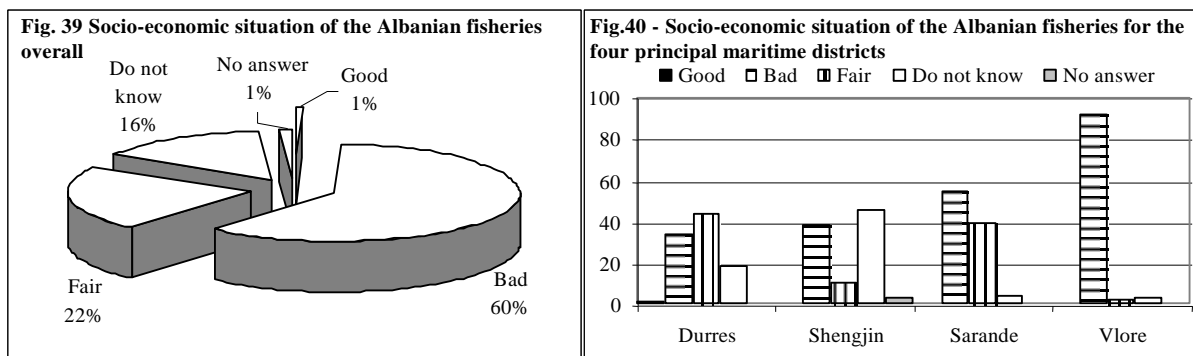 Fig. 39 Socio-economic situation of the Albanian fisheries
overall
Do not
know
16%
No answer
1%
Good
1%
Fair
22%
Bad
60%
Fig.40 - Socio-economic situation of the Albanian fisheries for the
four principal maritime districts
Good Bad Fair Do not know No answer
100
80
60
40
20
0
Durres Shengjin Sarande Vlore